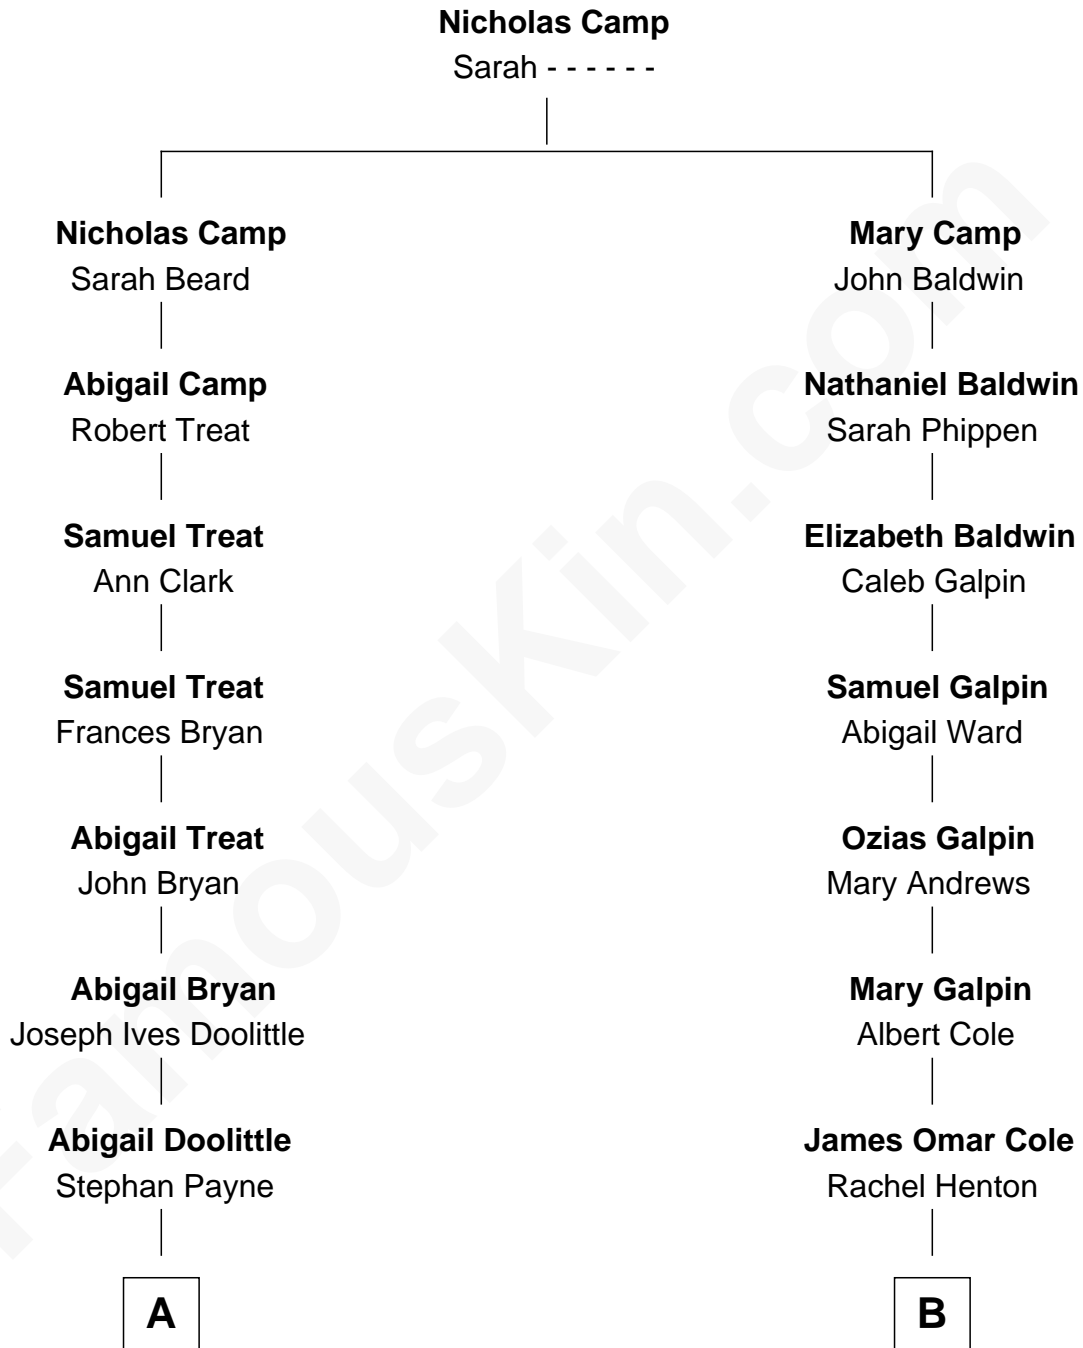 Nicholas Camp
Sarah - - - - - -
Nicholas Camp
Sarah Beard
Mary Camp
John Baldwin
Abigail Camp
Robert Treat
Nathaniel Baldwin
Sarah Phippen
Samuel Treat
Ann Clark
Elizabeth Baldwin
Caleb Galpin
Samuel Treat
Frances Bryan
Samuel Galpin
Abigail Ward
Abigail Treat
John Bryan
Ozias Galpin
Mary Andrews
Abigail Bryan
Joseph Ives Doolittle
Mary Galpin
Albert Cole
Abigail Doolittle
Stephan Payne
James Omar Cole
Rachel Henton
A
B
FamousKin.com